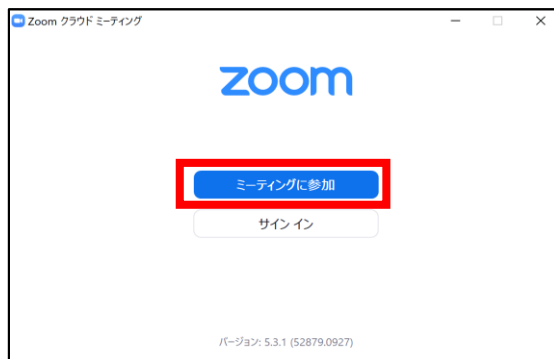 Zoom クラウド ミーティング
zoom
ミーティングに参加
サイン イン
バージョン: 5.3.1 (52879.0927)